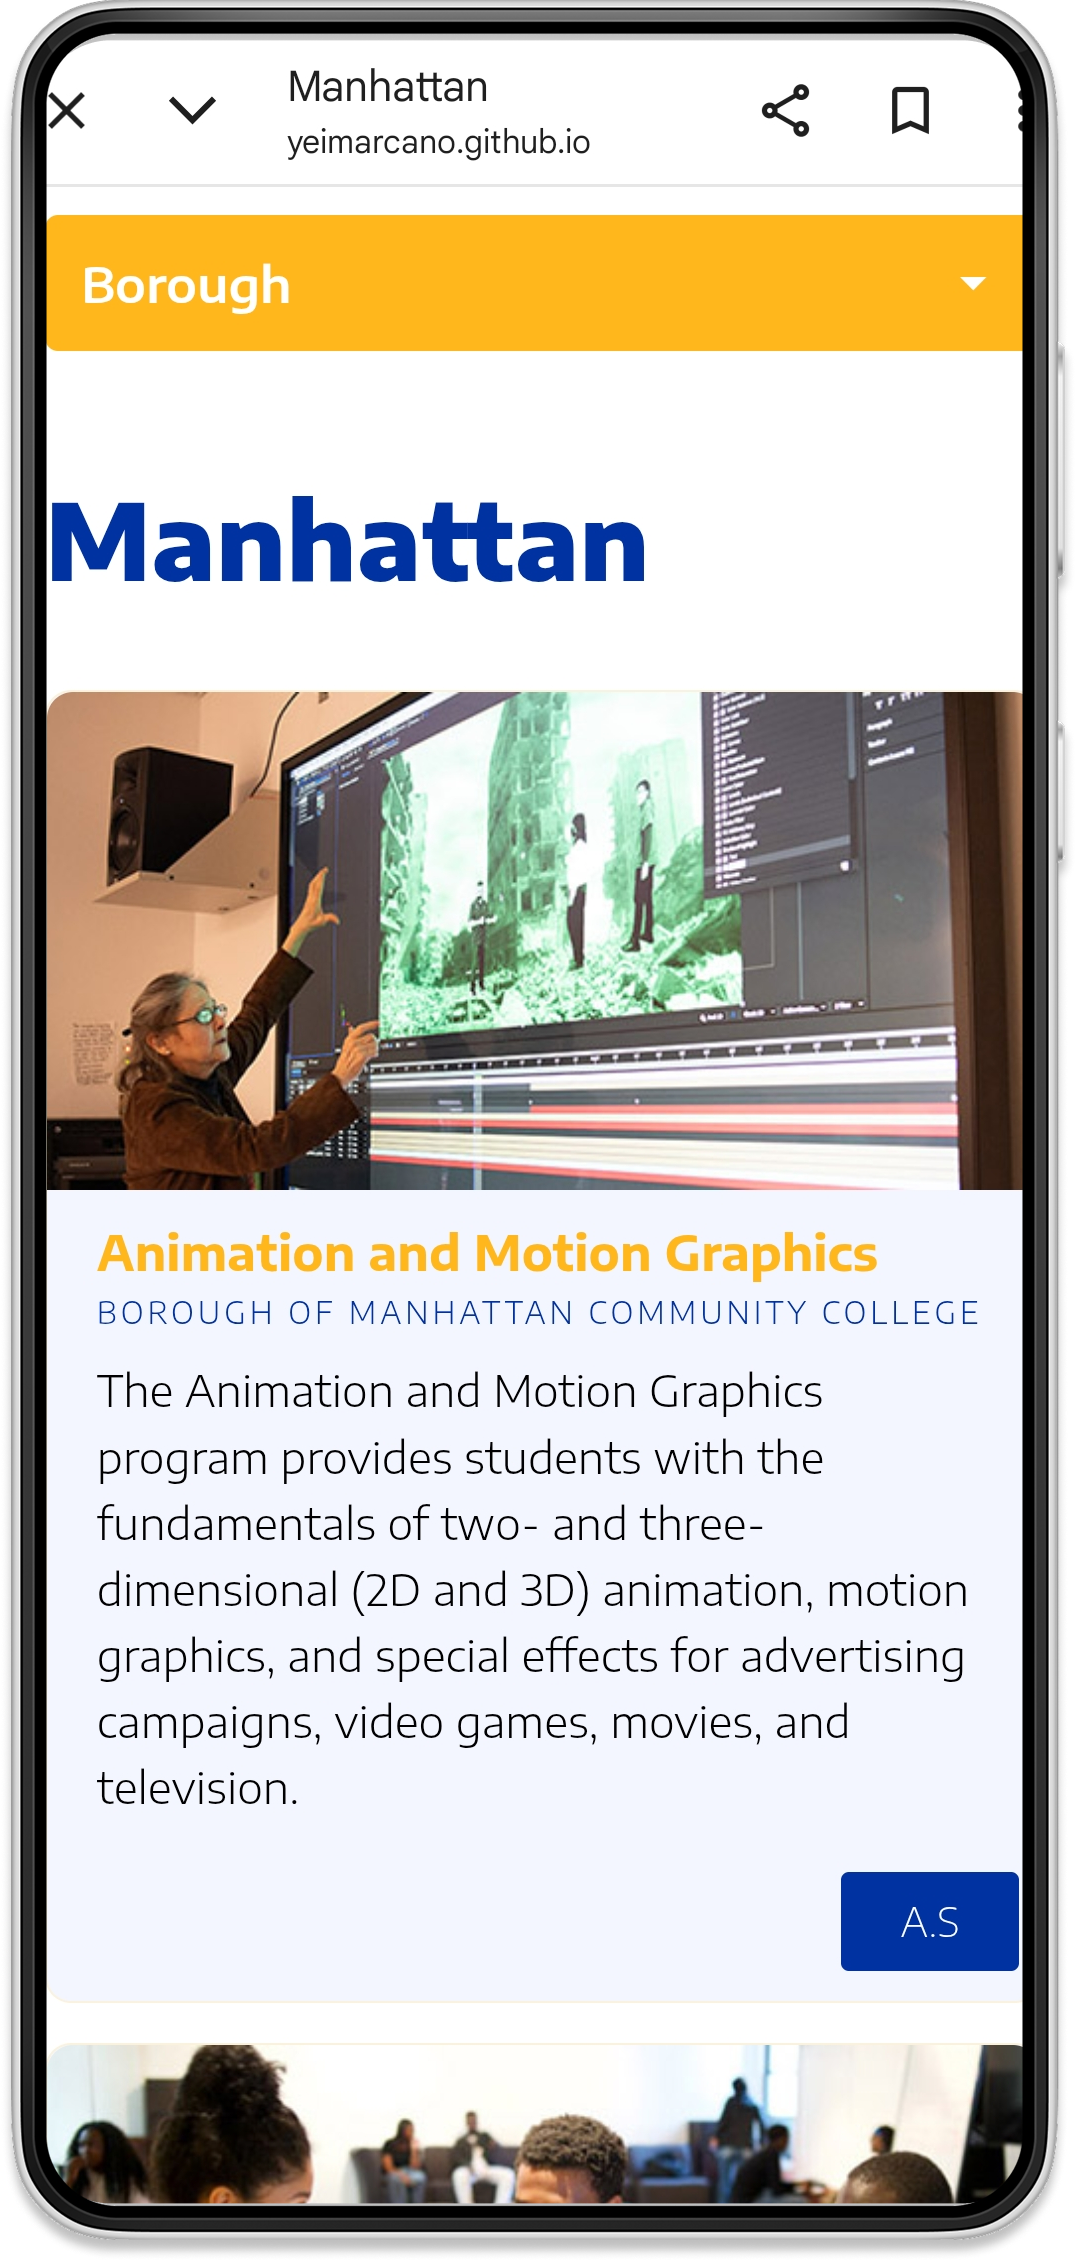 Manhattan
yeimarcano.github.io
Borough
Manhattan
Animation and Motion Graphics
BOROUGH OF MANHATTAN COMMUNITY COLLEGE
The Animation and Motion Graphics
program provides students with the
fundamentals of two- and three-
dimensional (2D and 3D) animation, motion
graphics, and special effects for advertising
campaigns, video games, movies, and
television.
A.S